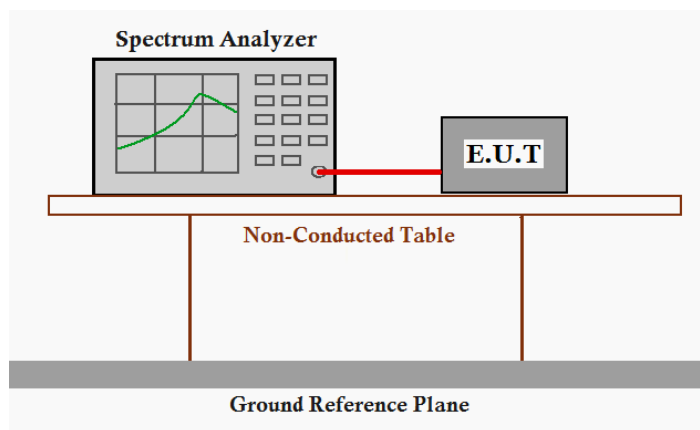 Spectrum Analyzer
E.U.T
Non-Conducted Table
Ground Reference Plane